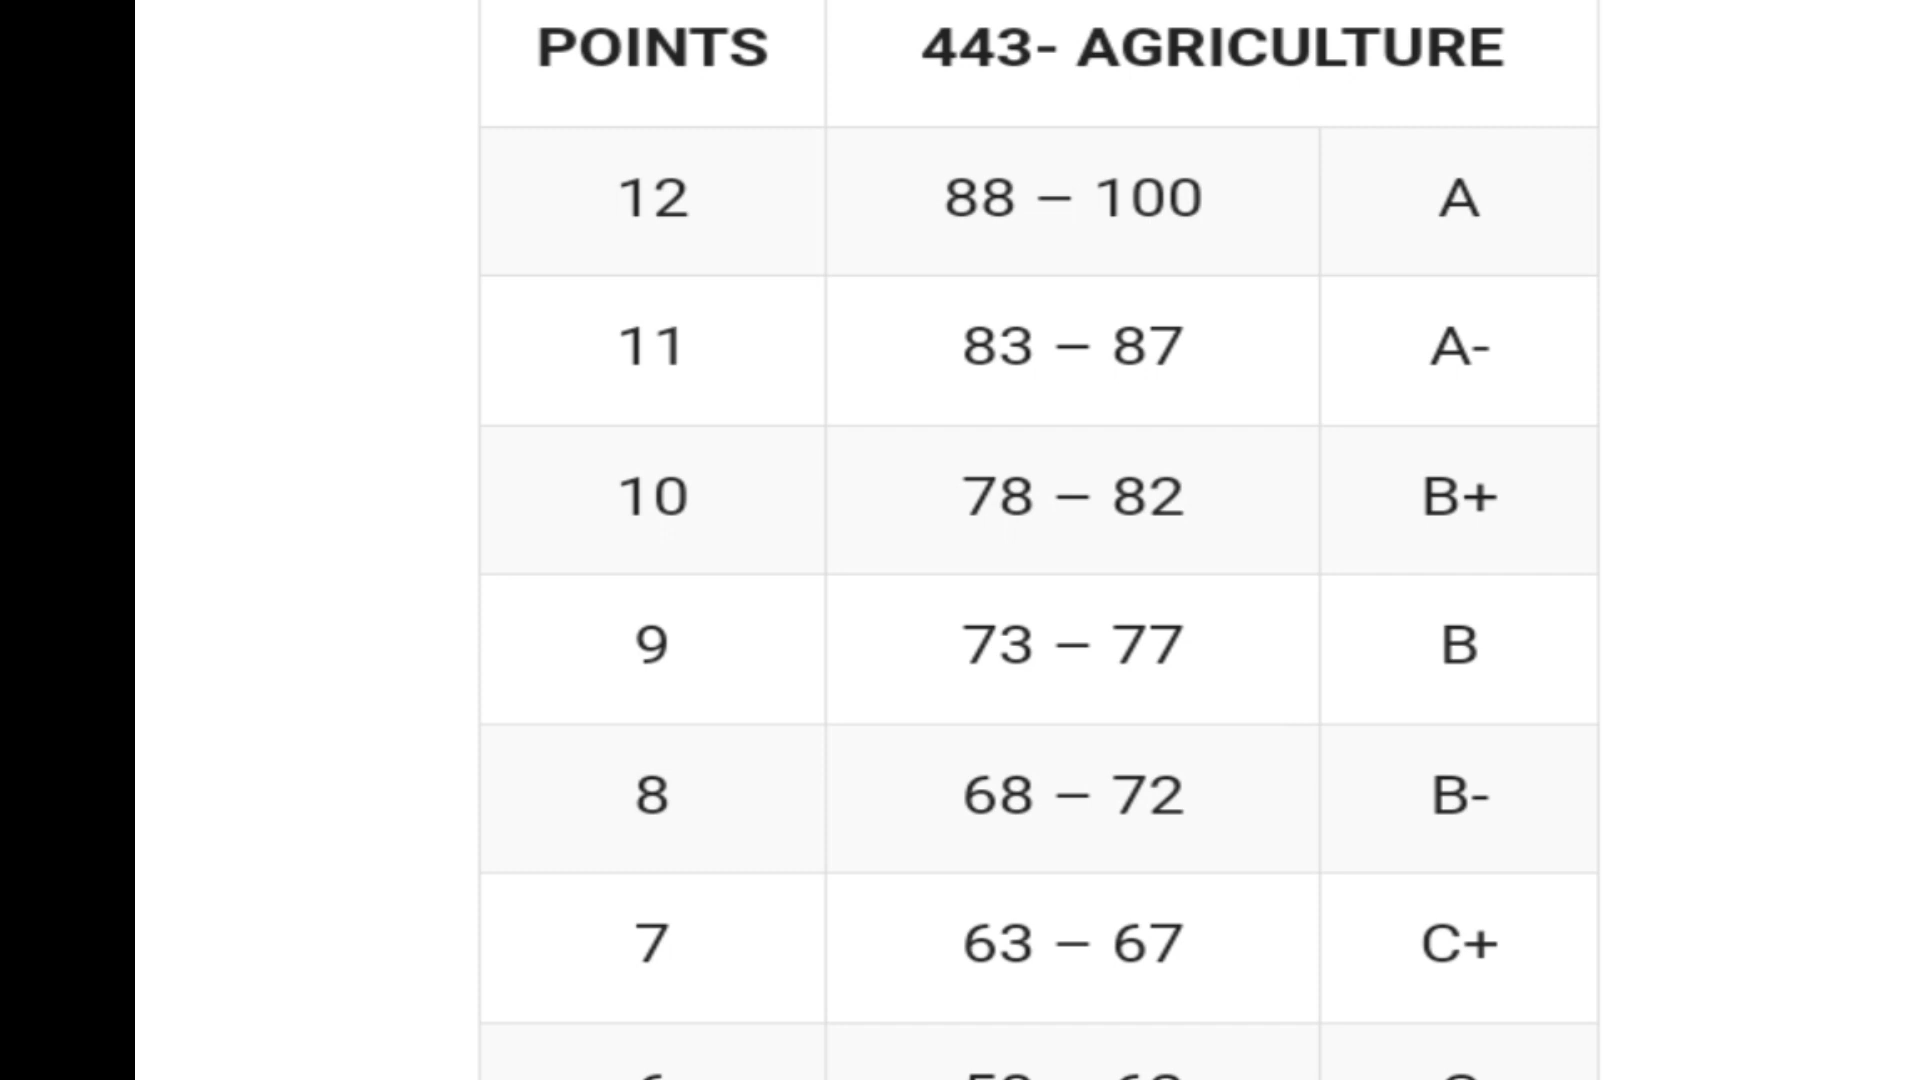 POINTS 443- AGRICULTURE
12 88 – 100 A
11 83 – 87 A-
10 78 – 82 B+
9 73 – 77 B
8 68 – 72 B-
7 63 – 67 C+